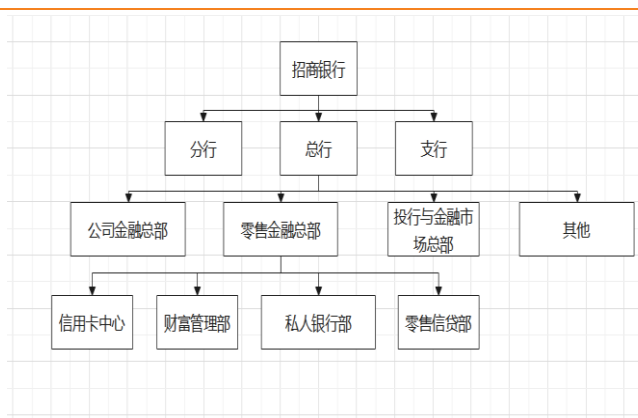 招商银行
分行
总行
支行
公司金融总部
零售金融总部
投行与金融市
场总部
其他
信用卡中心
财富管理部
私人银行部
零售信贷部